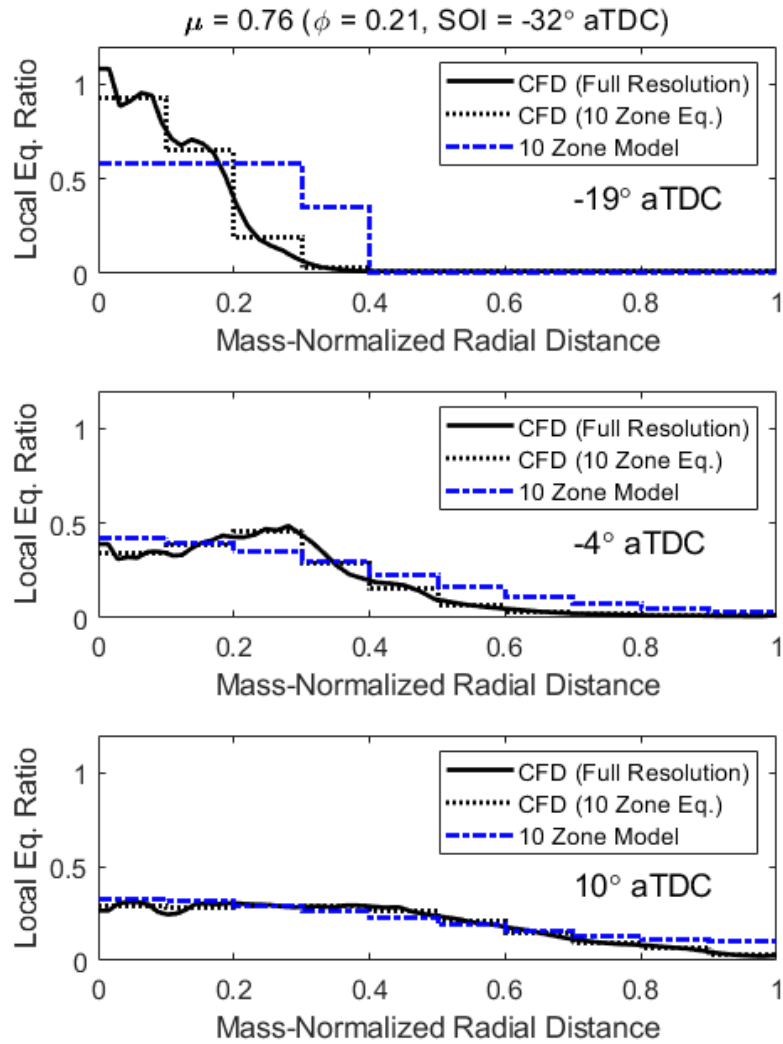 μ = 0.76 (ϕ = 0.21, SOI = -32° aTDC)
Local Eq. Ratio
1
0.5
0
CFD (Full Resolution)
CFD (10 Zone Eq.)
10 Zone Model
-19° aTDC
0 0.2 0.4 0.6 0.8 1
Mass-Normalized Radial Distance
Local Eq. Ratio
1
0.5
0
CFD (Full Resolution)
CFD (10 Zone Eq.)
10 Zone Model
-4° aTDC
0 0.2 0.4 0.6 0.8 1
Mass-Normalized Radial Distance
Local Eq. Ratio
1
0.5
0
CFD (Full Resolution)
CFD (10 Zone Eq.)
10 Zone Model
10° aTDC
0 0.2 0.4 0.6 0.8 1
Mass-Normalized Radial Distance